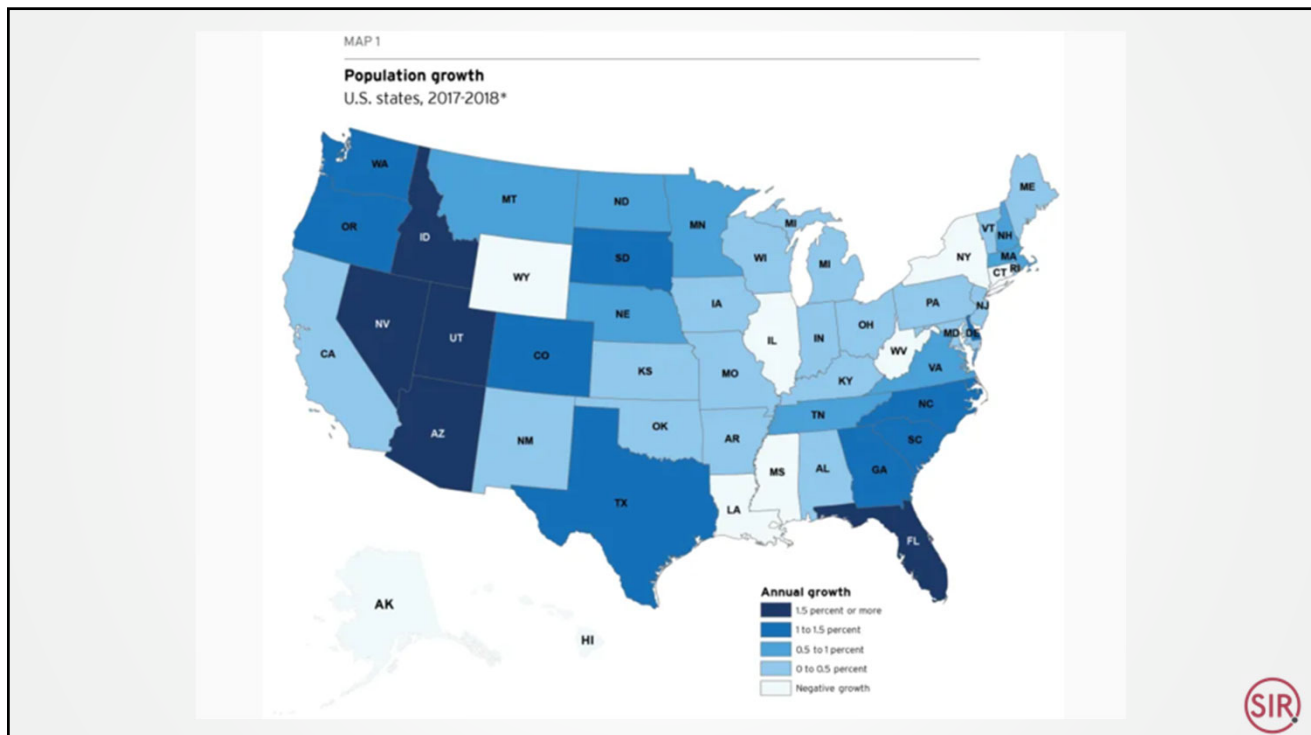 MAP 1
Population growth
U.S. states, 2017-2018*
WA
MT
ND
MN
ME
OR
ID
SD
WI
MI
MI
VT
NH
MA
NY
CT
RI
WY
IA
NE
PA
NJ
NV
UT
CO
IL
IN
OH
MD
DE
WV
VA
CA
KS
MO
KY
AZ
NM
OK
AR
TN
NC
SC
TX
LA
MS
AL
GA
FL
AK
HI
Annual growth
1.5 percent or more
1 to 1.5 percent
0.5 to 1 percent
0 to 0.5 percent
Negative growth
SIR